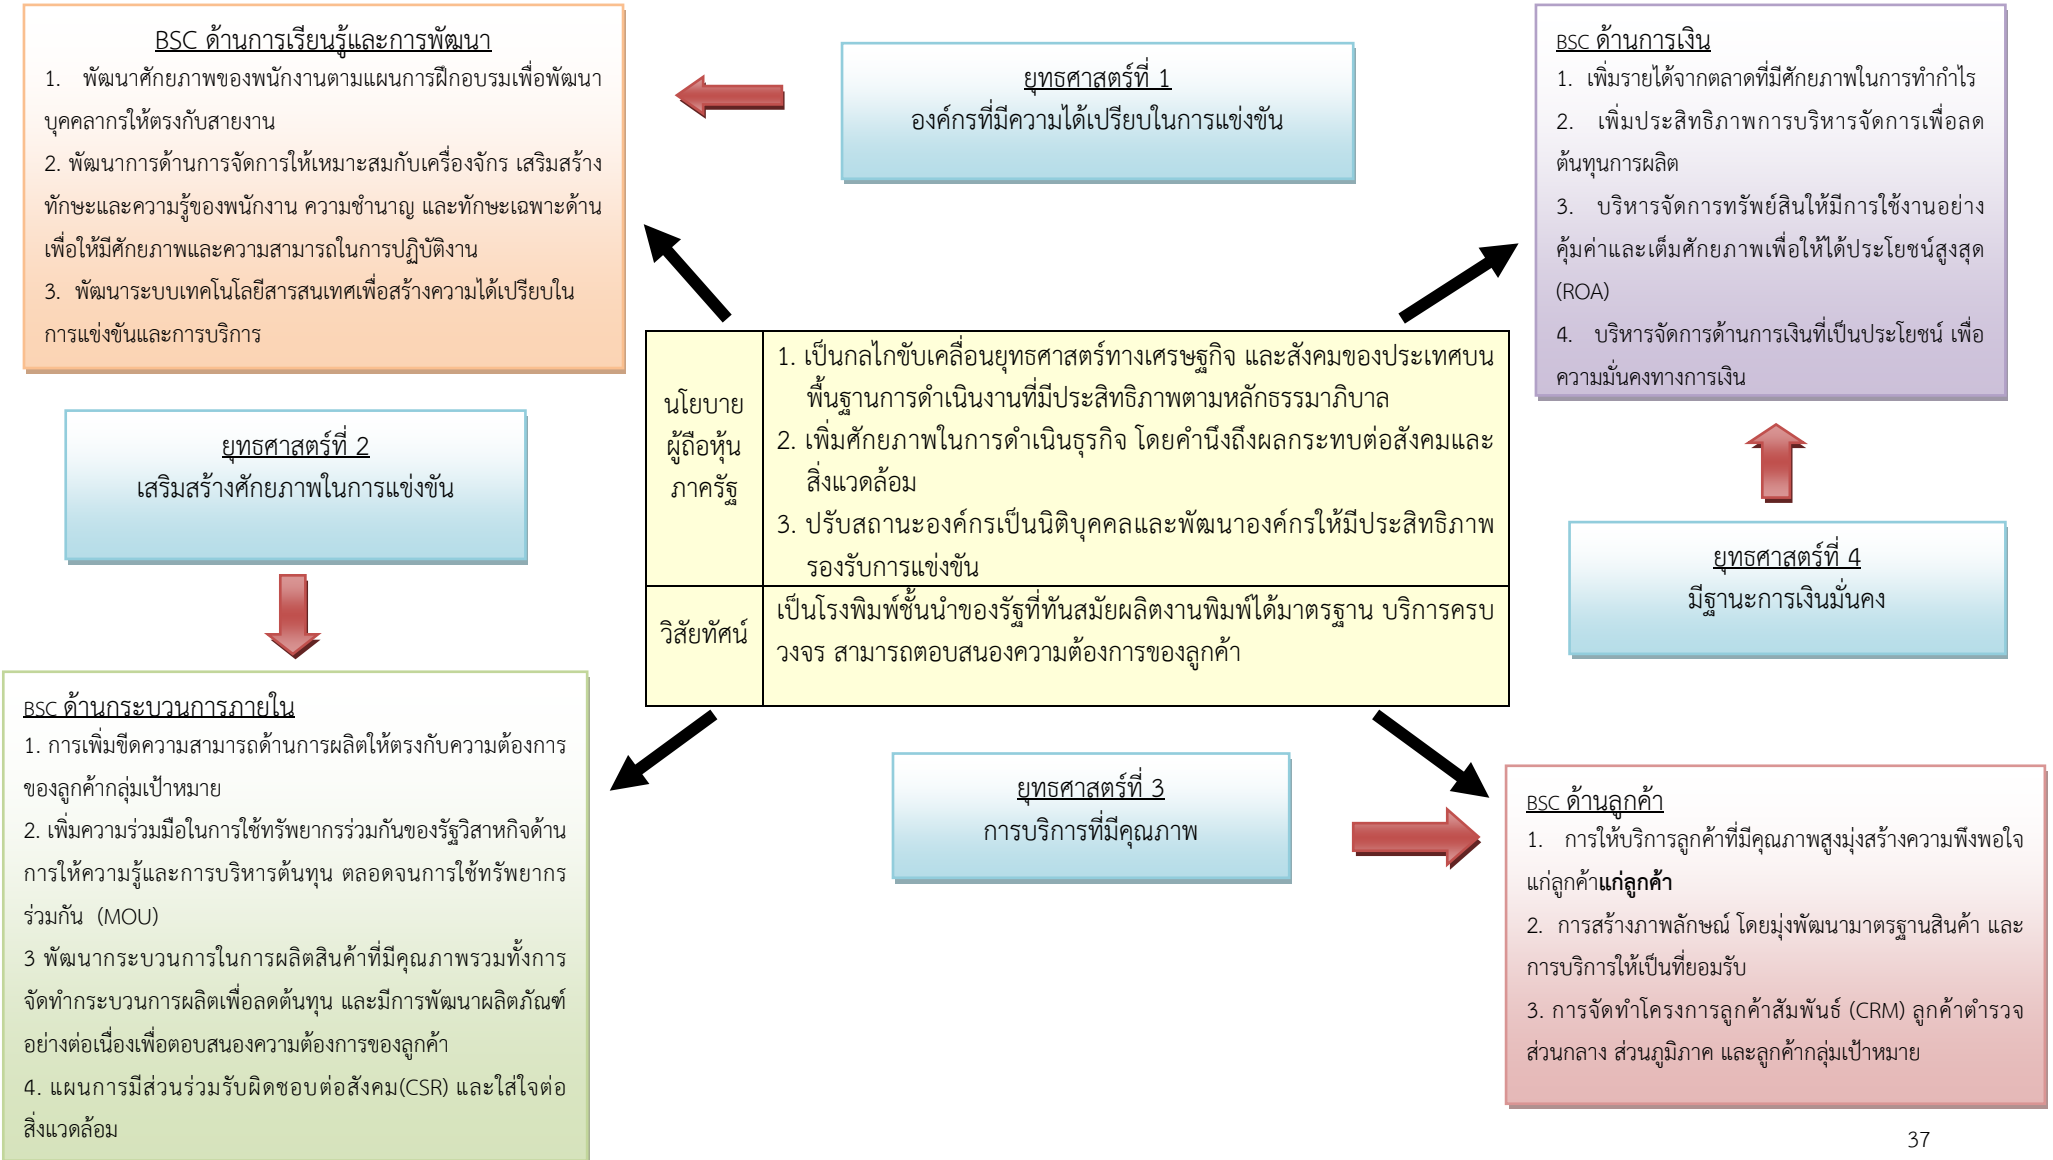 BSC ด้านการเรียนรู้และการพัฒนา
1. พัฒนาศักยภาพของพนักงานตามแผนการฝึกอบรมเพื่อพัฒนา
บุคคลากรให้ตรงกับสายงาน
2. พัฒนาการด้านการจัดการให้เหมาะสมกับเครื่องจักร เสริมสร้าง
ทักษะและความรู้ของพนักงาน ความชำนาญ และทักษะเฉพาะด้าน
เพื่อให้มีศักยภาพและความสามารถในการปฏิบัติงาน
3. พัฒนาระบบเทคโนโลยีสารสนเทศเพื่อสร้างความได้เปรียบใน
การแข่งขันและการบริการ
ยุทธศาสตร์ที่ 1
องค์กรที่มีความได้เปรียบในการแข่งขัน
BSC ด้านการเงิน
1. เพิ่มรายได้จากตลาดที่มีศักยภาพในการทำกำไร
2. เพิ่มประสิทธิภาพการบริหารจัดการเพื่อลด
ต้นทุนการผลิต
3. บริหารจัดการทรัพย์สินให้มีการใช้งานอย่าง
คุ้มค่าและเต็มศักยภาพเพื่อให้ได้ประโยชน์สูงสุด
(ROA)
4. บริหารจัดการด้านการเงินที่เป็นประโยชน์ เพื่อ
ความมั่นคงทางการเงิน
ยุทธศาสตร์ที่ 2
เสริมสร้างศักยภาพในการแข่งขัน
นโยบาย
ผู้ถือหุ้น
ภาครัฐ
1. เป็นกลไกขับเคลื่อนยุทธศาสตร์ทางเศรษฐกิจ และสังคมของประเทศบน
พื้นฐานการดำเนินงานที่มีประสิทธิภาพตามหลักธรรมาภิบาล
2. เพิ่มศักยภาพในการดำเนินธุรกิจ โดยคำนึงถึงผลกระทบต่อสังคมและ
สิ่งแวดล้อม
3. ปรับสถานะองค์กรเป็นนิติบุคคลและพัฒนาองค์กรให้มีประสิทธิภาพ
รองรับการแข่งขัน
วิสัยทัศน์
เป็นโรงพิมพ์ชั้นนำของรัฐที่ทันสมัยผลิตงานพิมพ์ได้มาตรฐาน บริการครบ
วงจร สามารถตอบสนองความต้องการของลูกค้า
ยุทธศาสตร์ที่ 4
มีฐานะการเงินมั่นคง
BSC ด้านกระบวนการภายใน
1. การเพิ่มขีดความสามารถด้านการผลิตให้ตรงกับความต้องการ
ของลูกค้ากลุ่มเป้าหมาย
2. เพิ่มความร่วมมือในการใช้ทรัพยากรร่วมกันของรัฐวิสาหกิจด้าน
การให้ความรู้และการบริหารต้นทุน ตลอดจนการใช้ทรัพยากร
ร่วมกัน (MOU)
3 พัฒนากระบวนการในการผลิตสินค้าที่มีคุณภาพรวมทั้งการ
จัดทำกระบวนการผลิตเพื่อลดต้นทุน และมีการพัฒนาผลิตภัณฑ์
อย่างต่อเนื่องเพื่อตอบสนองความต้องการของลูกค้า
4. แผนการมีส่วนร่วมรับผิดชอบต่อสังคม(CSR) และใส่ใจต่อ
สิ่งแวดล้อม
ยุทธศาสตร์ที่ 3
การบริการที่มีคุณภาพ
BSC ด้านลูกค้า
1. การให้บริการลูกค้าที่มีคุณภาพสูงมุ่งสร้างความพึงพอใจ
แก่ลูกค้าแก่ลูกค้า
2. การสร้างภาพลักษณ์ โดยมุ่งพัฒนามาตรฐานสินค้า และ
การบริการให้เป็นที่ยอมรับ
3. การจัดทำโครงการลูกค้าสัมพันธ์ (CRM) ลูกค้าตำรวจ
ส่วนกลาง ส่วนภูมิภาค และลูกค้ากลุ่มเป้าหมาย
37